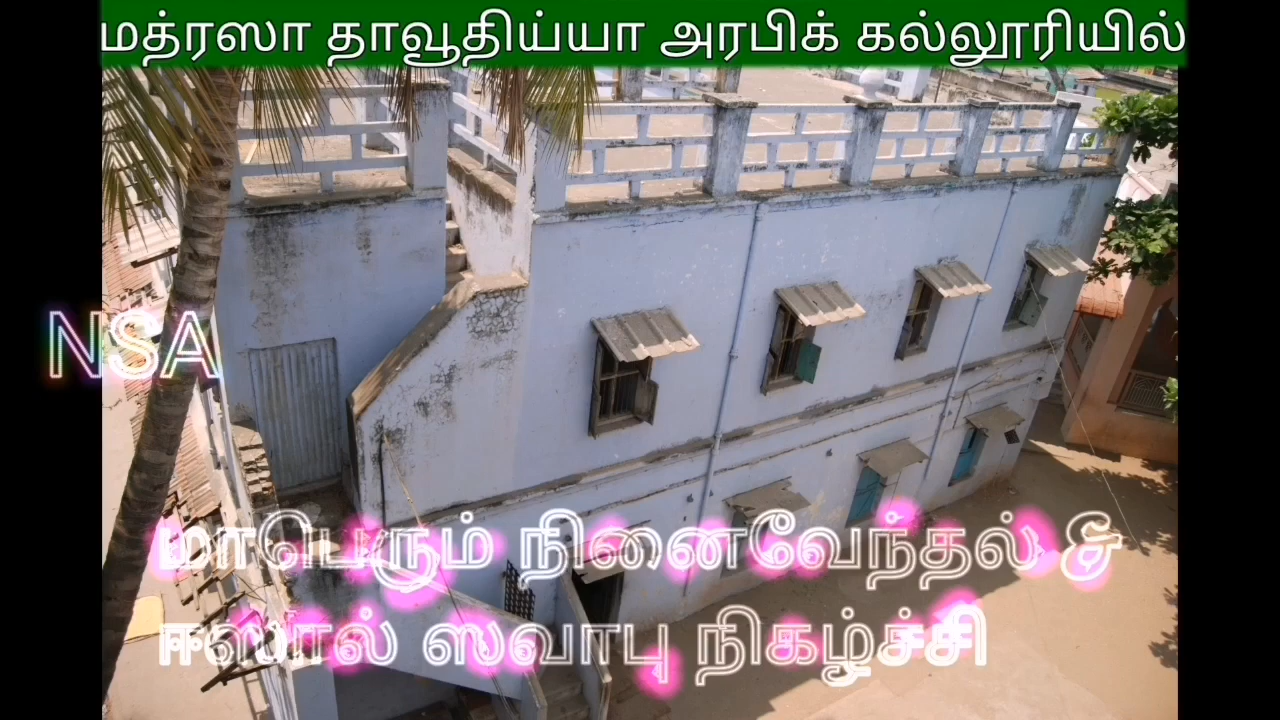 மத்ரஸா தாவூதிய்யா அரபிக் கல்லூரியில்
NSA
மாபெரும் நினைவேந்தல் &
ஈஸால் ஸவாபு நிகழ்ச்சி